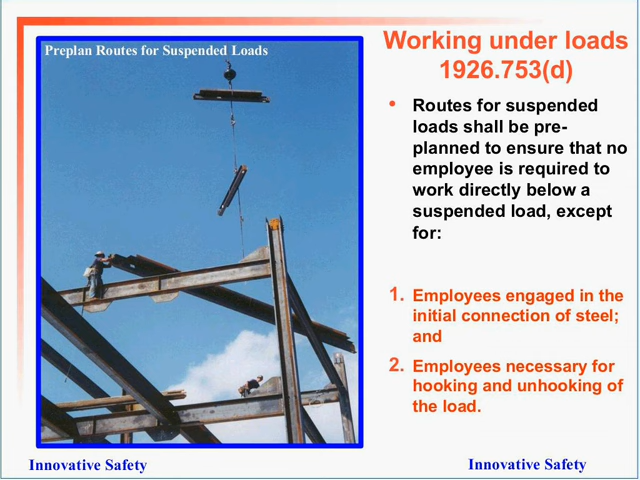 Preplan Routes for Suspended Loads
Working under loads
1926.753(d)
• Routes for suspended
loads shall be pre-
planned to ensure that no
employee is required to
work directly below a
suspended load, except
for:
1. Employees engaged in the
initial connection of steel;
and
2. Employees necessary for
hooking and unhooking of
the load.
Innovative Safety
Innovative Safety